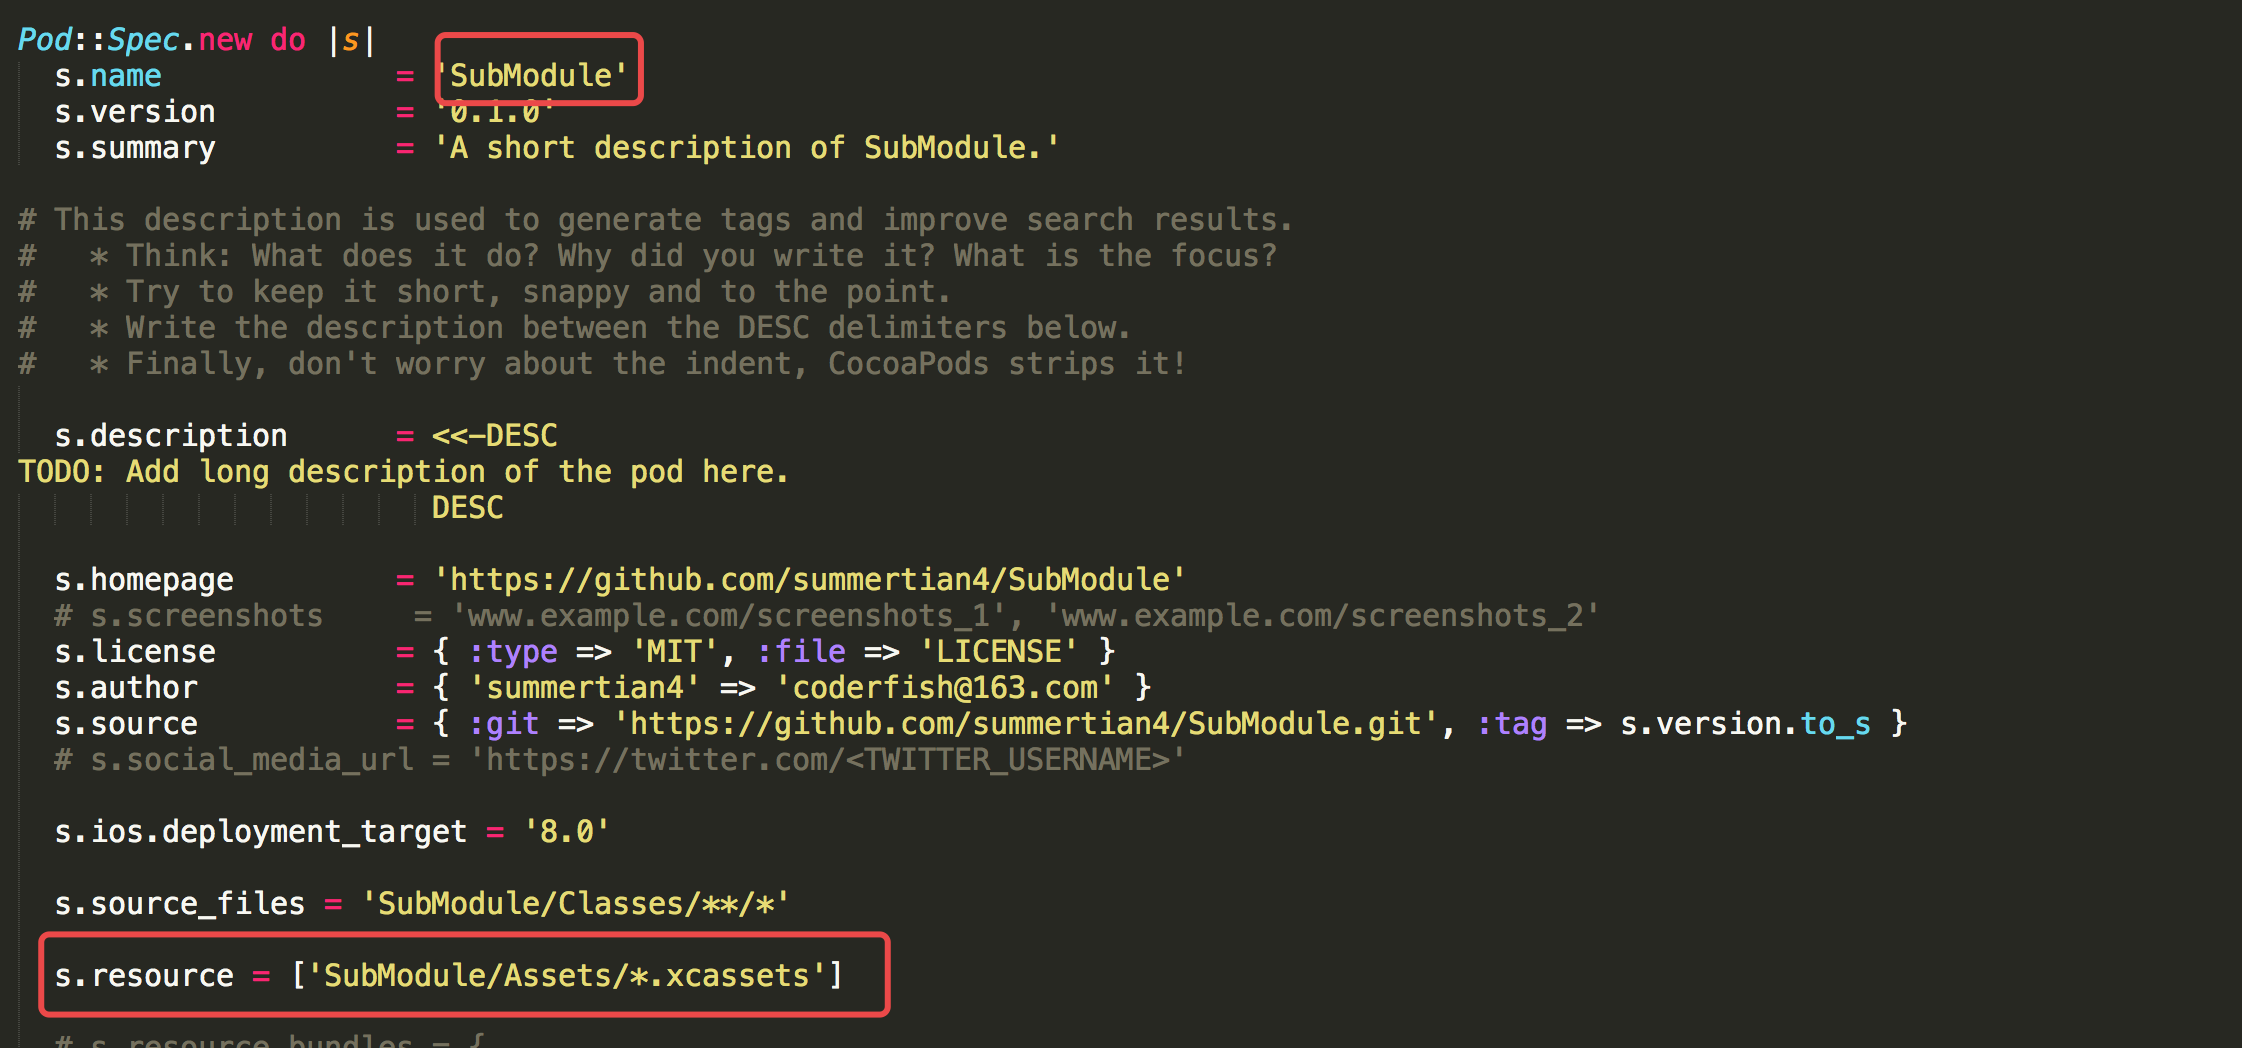 Pod::Spec.new do |s|
  s.name             = 'SubModule'
  s.version          = '0.1.0'
  s.summary          = 'A short description of SubModule.'

# This description is used to generate tags and improve search results.
#   * Think: What does it do? Why did you write it? What is the focus?
#   * Try to keep it short, snappy and to the point.
#   * Write the description between the DESC delimiters below.
#   * Finally, don't worry about the indent, CocoaPods strips it!

  s.description      = <<-DESC
TODO: Add long description of the pod here.
                       DESC

  s.homepage         = 'https://github.com/summertian4/SubModule'
  # s.screenshots     = 'www.example.com/screenshots_1', 'www.example.com/screenshots_2'
  s.license          = { :type => 'MIT', :file => 'LICENSE' }
  s.author           = { 'summertian4' => 'coderfish@163.com' }
  s.source           = { :git => 'https://github.com/summertian4/SubModule.git', :tag => s.version.to_s }
  # s.social_media_url = 'https://twitter.com/<TWITTER_USERNAME>'

  s.ios.deployment_target = '8.0'

  s.source_files = 'SubModule/Classes/**/*'

  s.resource = ['SubModule/Assets/*.xcassets']

  # s.resource_bundles = {